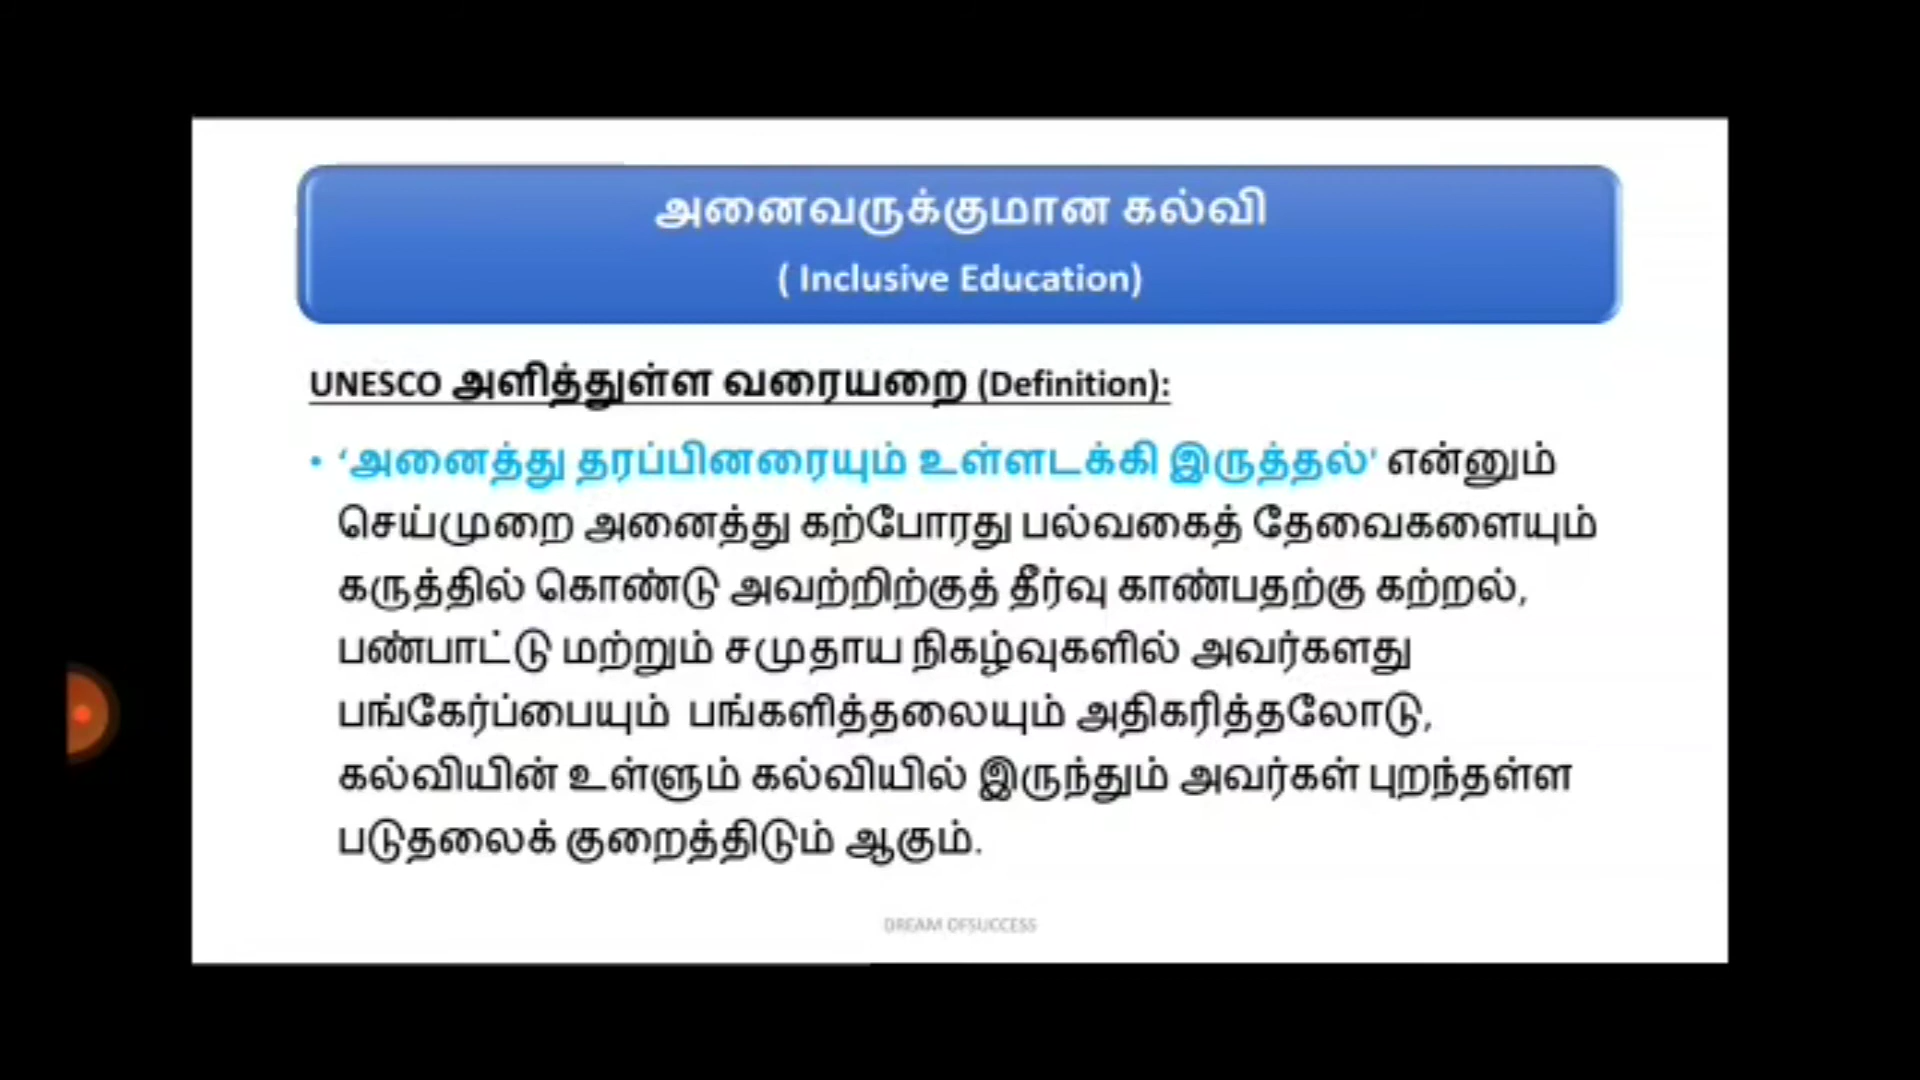 அனைவருக்குமான கல்வி
( Inclusive Education)
UNESCO அளித்துள்ள வரையறை (Definition):
• ‘அனைத்து தரப்பினரையும் உள்ளடக்கி இருத்தல்’ என்னும்
செய்முறை அனைத்து கற்போரது பல்வகைத் தேவைகளையும்
கருத்தில் கொண்டு அவற்றிற்குத் தீர்வு காண்பதற்கு கற்றல்,
பண்பாட்டு மற்றும் சமுதாய நிகழ்வுகளில் அவர்களது
பங்கேர்ப்பையும் பங்களித்தலையும் அதிகரித்தலோடு,
கல்வியின் உள்ளும் கல்வியில் இருந்தும் அவர்கள் புறந்தள்ள
படுதலைக் குறைத்திடும் ஆகும்.
DREAM OFSUCCESS